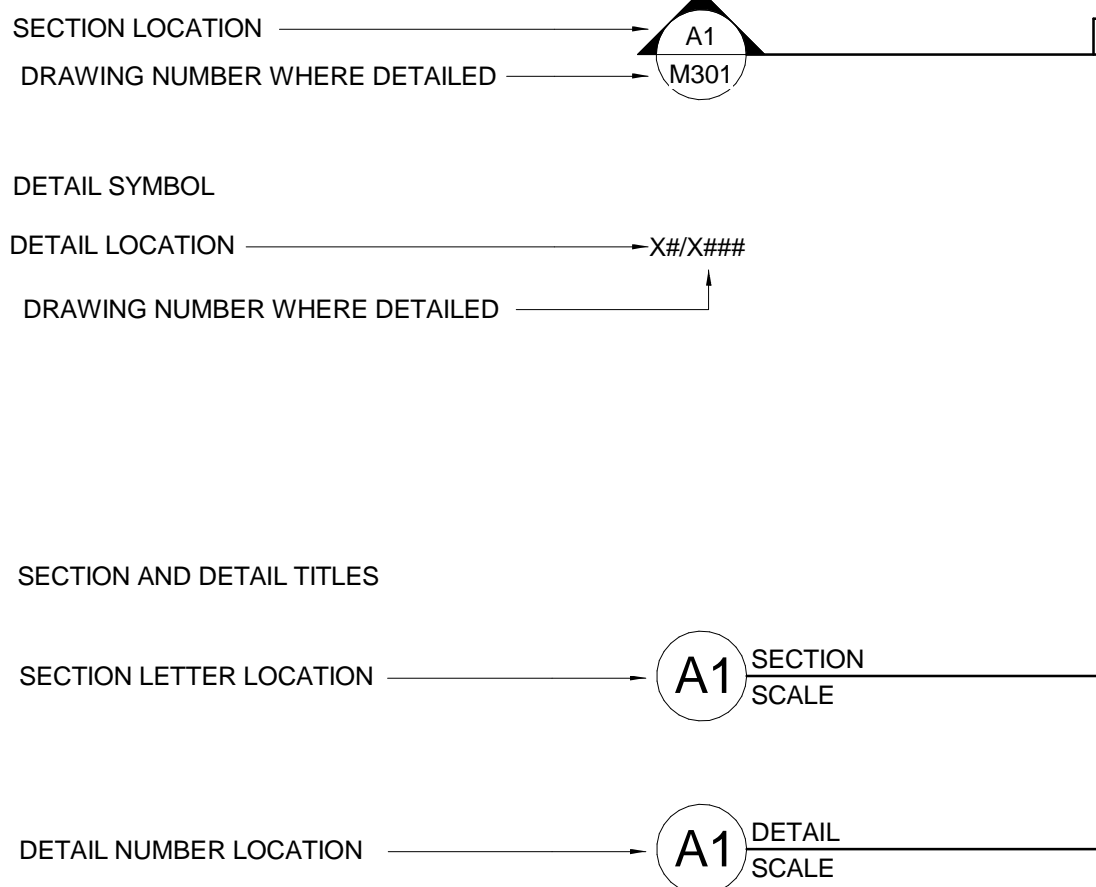 SECTION LOCATION
A1
DRAWING NUMBER WHERE DETAILED
M301
DETAIL SYMBOL
DETAIL LOCATION
X#/X###
DRAWING NUMBER WHERE DETAILED
SECTION AND DETAIL TITLES
SECTION LETTER LOCATION
A1
SECTION
SCALE
DETAIL NUMBER LOCATION
A1
DETAIL
SCALE